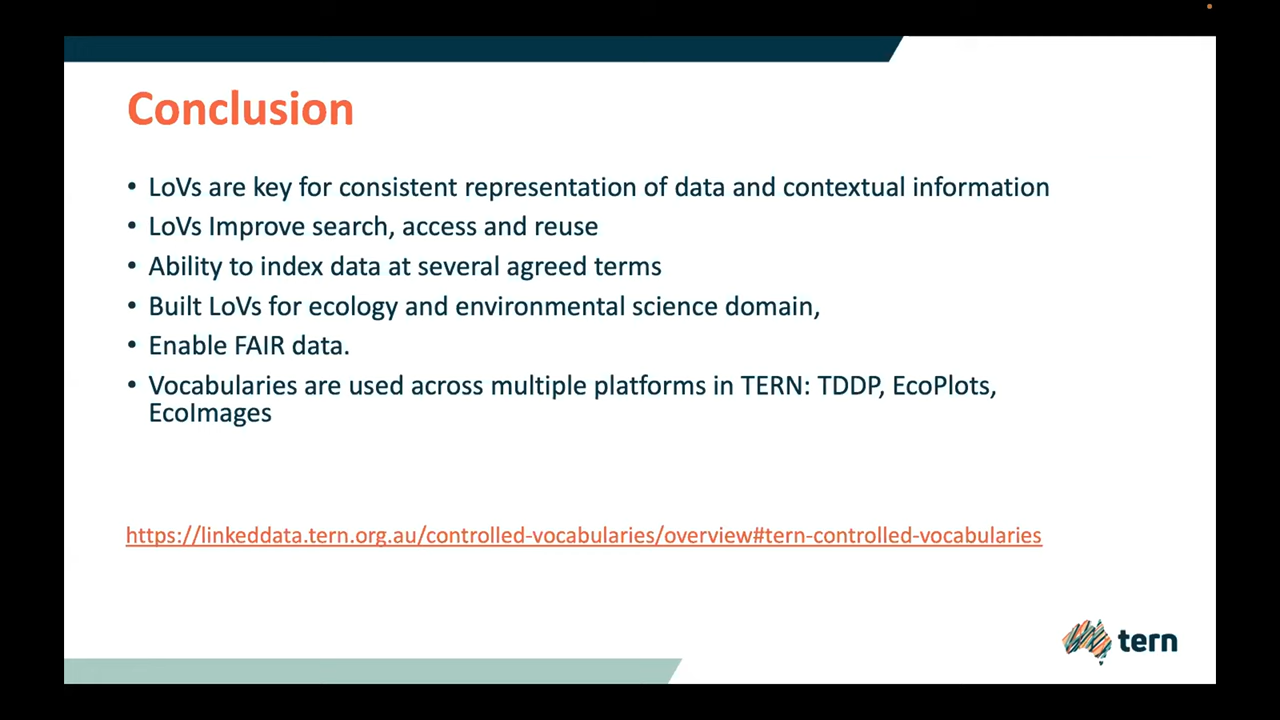 Conclusion
• LoVs are key for consistent representation of data and contextual information
• LoVs Improve search, access and reuse
• Ability to index data at several agreed terms
• Built LoVs for ecology and environmental science domain,
• Enable FAIR data.
• Vocabularies are used across multiple platforms in TERN: TDDP, EcoPlots,
EcoImages
https://linkeddata.tern.org.au/controlled-vocabularies/overview#tern-controlled-vocabularies
tern